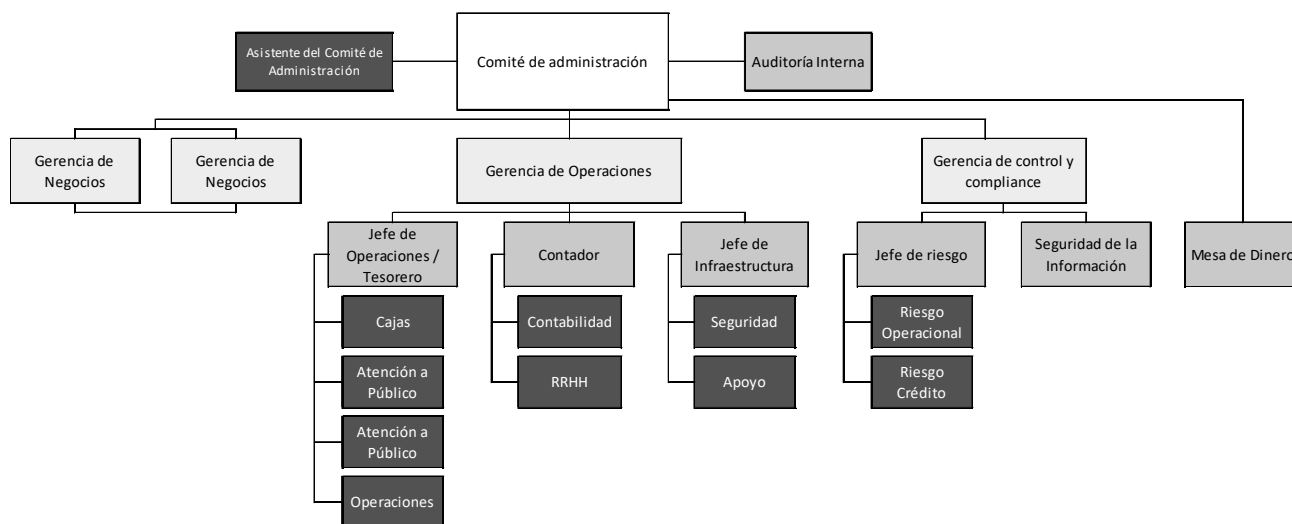 Asistente del Comité de
Administración
Comité de administración
Auditoría Interna
Gerencia de
Negocios
Gerencia de
Negocios
Gerencia de Operaciones
Gerencia de control y
compliance
Jefe de
Operaciones /
Tesorero
Contador
Jefe de
Infraestructura
Jefe de riesgo
Seguridad de la
Información
Mesa de Dinero
Cajas
Contabilidad
Seguridad
Riesgo
Operacional
Atención a
Público
RRHH
Apoyo
Riesgo
Crédito
Atención a
Público
Operaciones